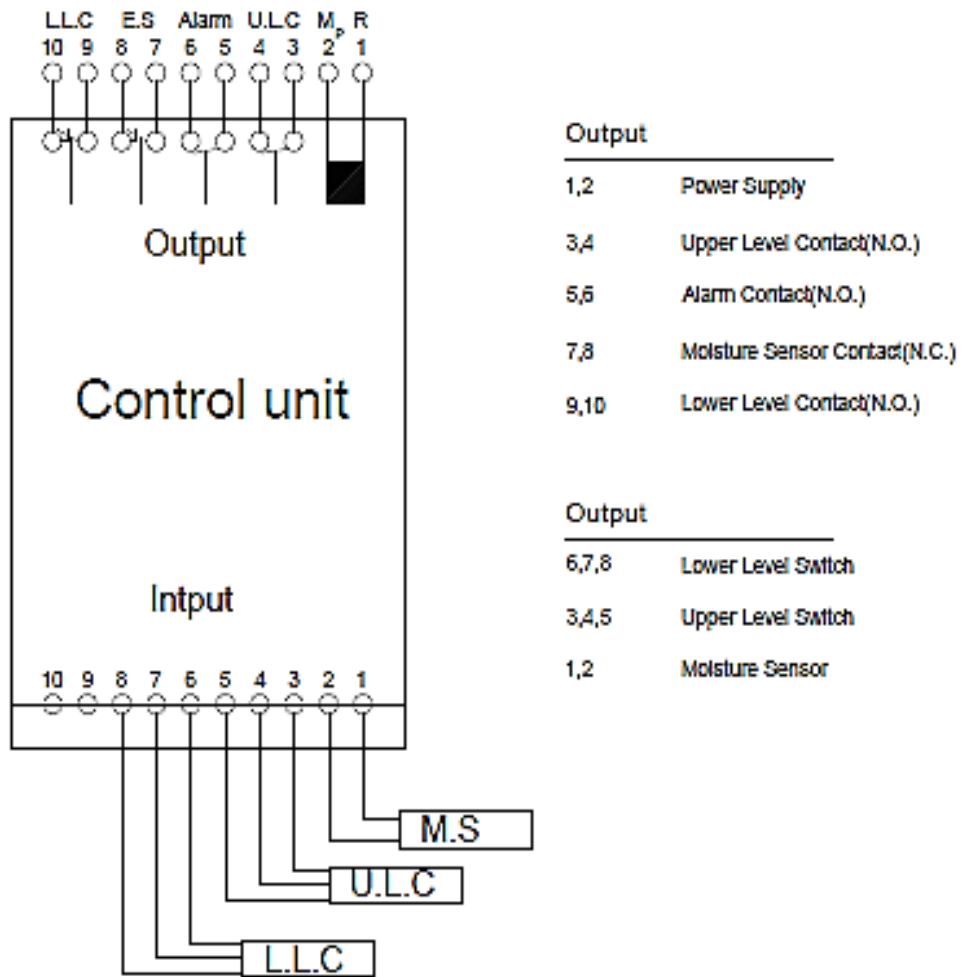 L.L.C E.S Alarm U.L.C Mp R
10 9 8 7 6 5 4 3 2 1
Output
Control unit
Intput
10 9 8 7 6 5 4 3 2 1
M.S
U.L.C
L.L.C
Output
1,2 Power Supply
3,4 Upper Level Contact(N.O.)
5,6 Alarm Contact(N.O.)
7,8 Moisture Sensor Contact(N.C.)
9,10 Lower Level Contact(N.O.)
Output
6,7,8 Lower Level Switch
3,4,5 Upper Level Switch
1,2 Moisture Sensor